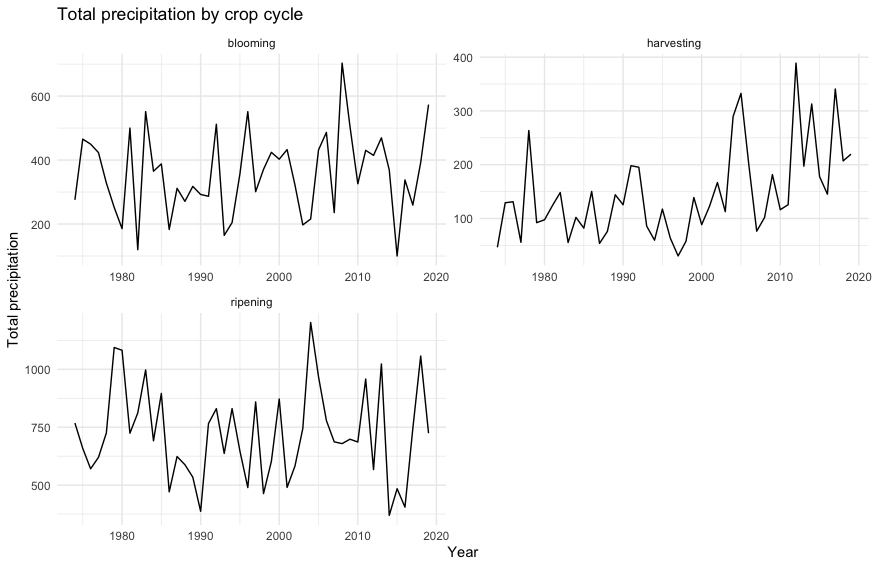 Total precipitation by crop cycle
blooming
harvesting
600
400
200
400
300
200
100
1980 1990 2000 2010 2020
1980 1990 2000 2010 2020
ripening
1000
750
500
1980 1990 2000 2010 2020
Total precipitation
Year